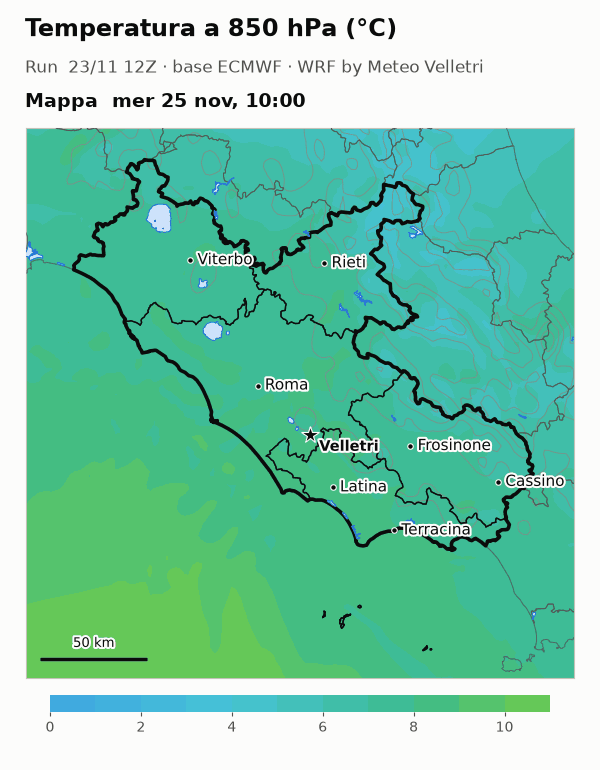 Temperatura a 850 hPa (°C)
Run  23/11 12Z · base ECMWF · WRF by Meteo Velletri
Mappa  mer 25 nov, 10:00
Viterbo
Rieti
Roma
Velletri
Frosinone
Latina
Cassino
Terracina
50 km
0 2 4 6 8 10